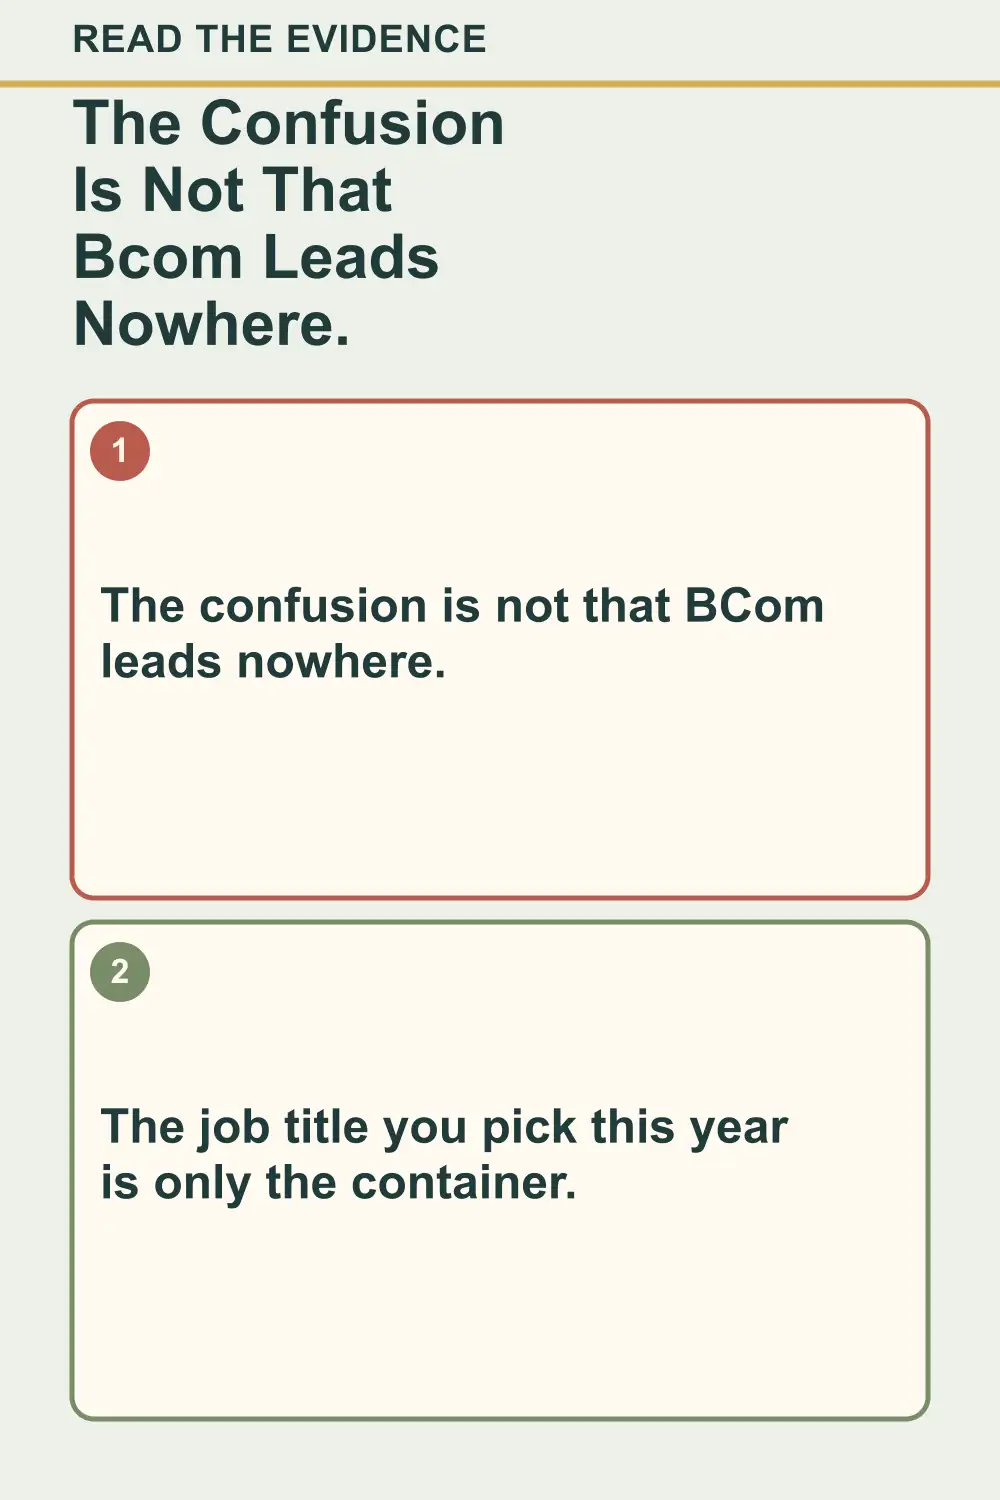 READ THE EVIDENCE
The Confusion
Is Not That
Bcom Leads
Nowhere.
1
The confusion is not that BCom
leads nowhere.
2
The job title you pick this year
is only the container.